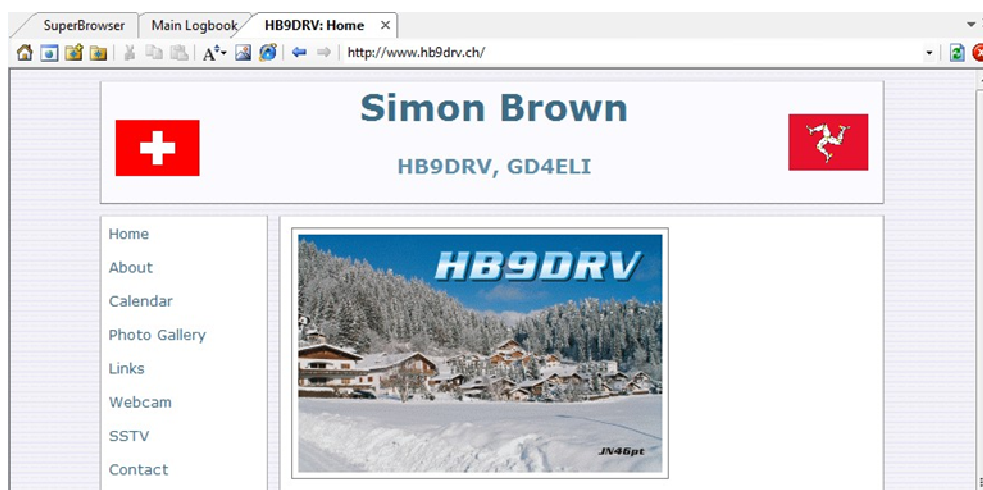 SuperBrowser Main Logbook HB9DRV: Home
http://www.hb9drv.ch/
Simon Brown
HB9DRV, GD4ELI
Home
About
Calendar
Photo Gallery
Links
Webcam
SSTV
Contact
HB9DRV
JN46pt